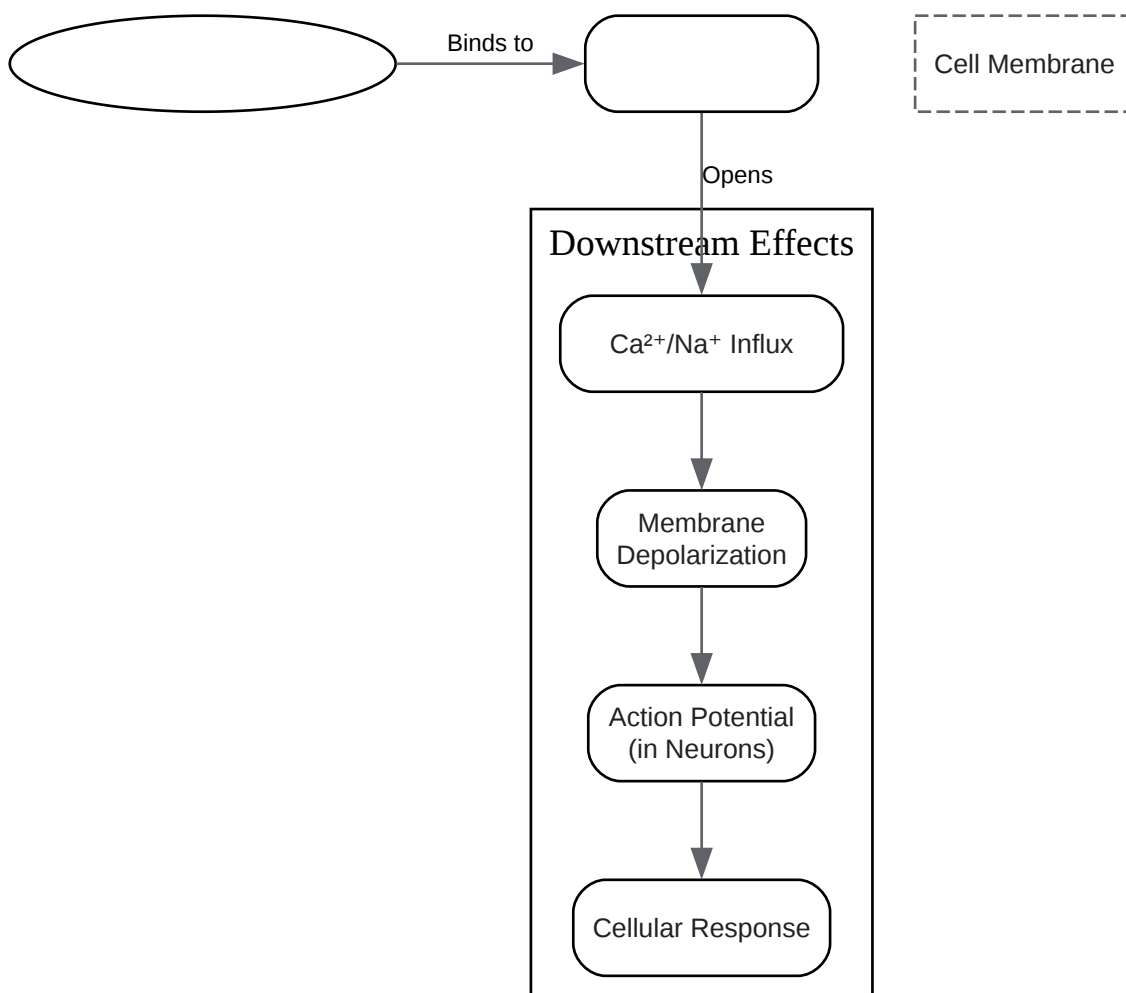 Binds to
Cell Membrane
Opens
Downstream Effects
Ca²⁺/Na⁺ Influx
Membrane
Depolarization
Action Potential
(in Neurons)
Cellular Response